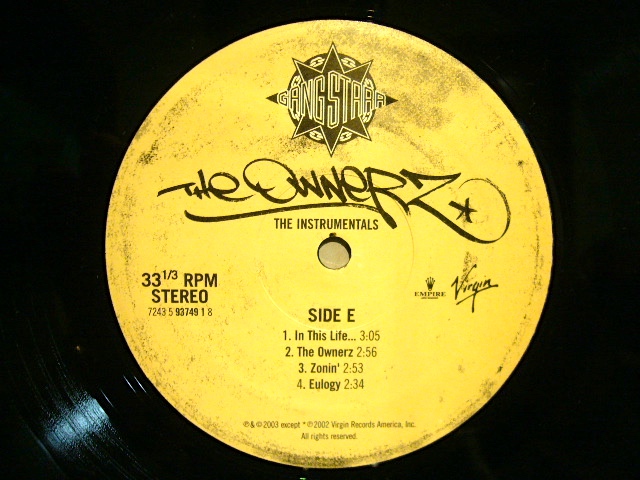 GANG STARR
THE OWNERZ
THE INSTRUMENTALS
33 1/3 RPM
STEREO
7243 5 93749 1 8
EMPIRE
Virgin
SIDE E
1. In This Life... 3:05
2. The Ownerz 2:56
3. Zonin' 2:53
4. Eulogy 2:34
℗ & © 2003 except * ℗ 2002 Virgin Records America, Inc.
All rights reserved.